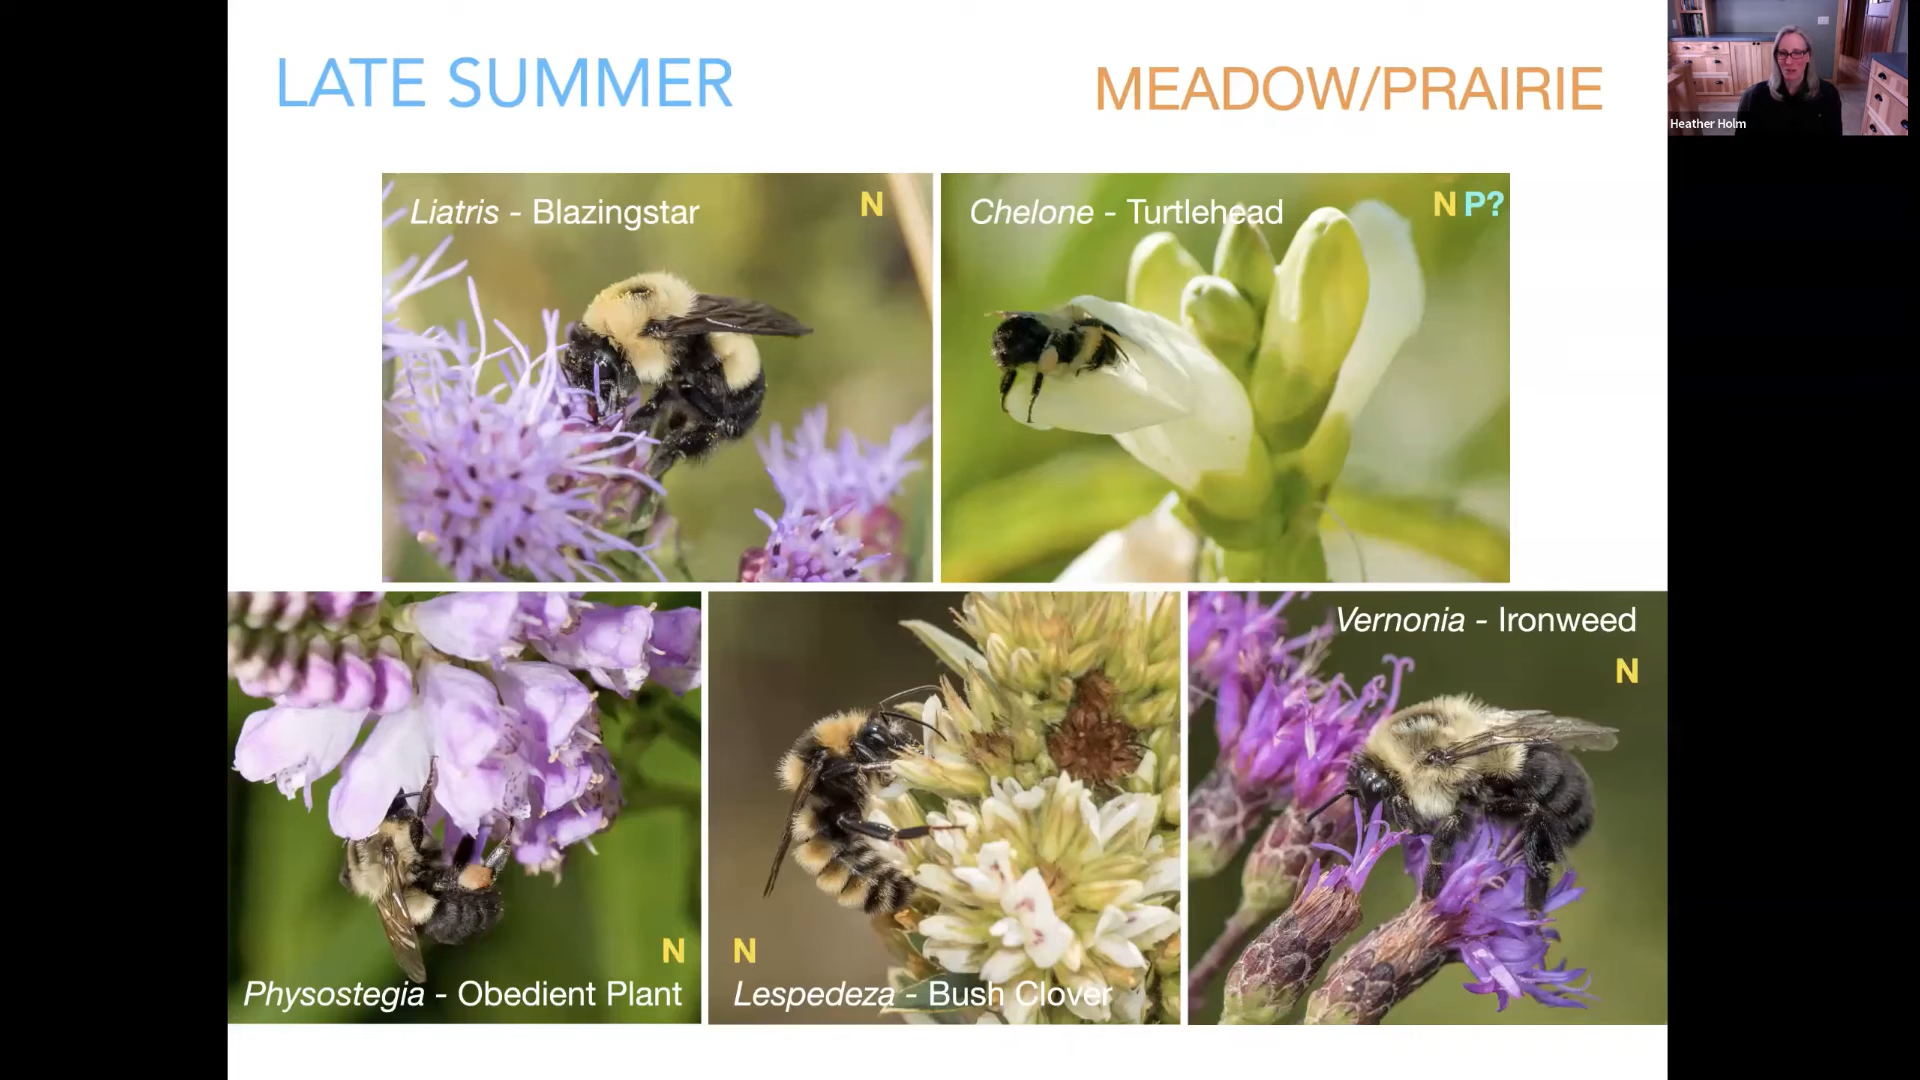 LATE SUMMER
MEADOW/PRAIRIE
Heather Holm
Liatris - Blazingstar
N
Chelone - Turtlehead
N P?
Physostegia - Obedient Plant
N
Lespedeza - Bush Clover
N
Vernonia - Ironweed
N